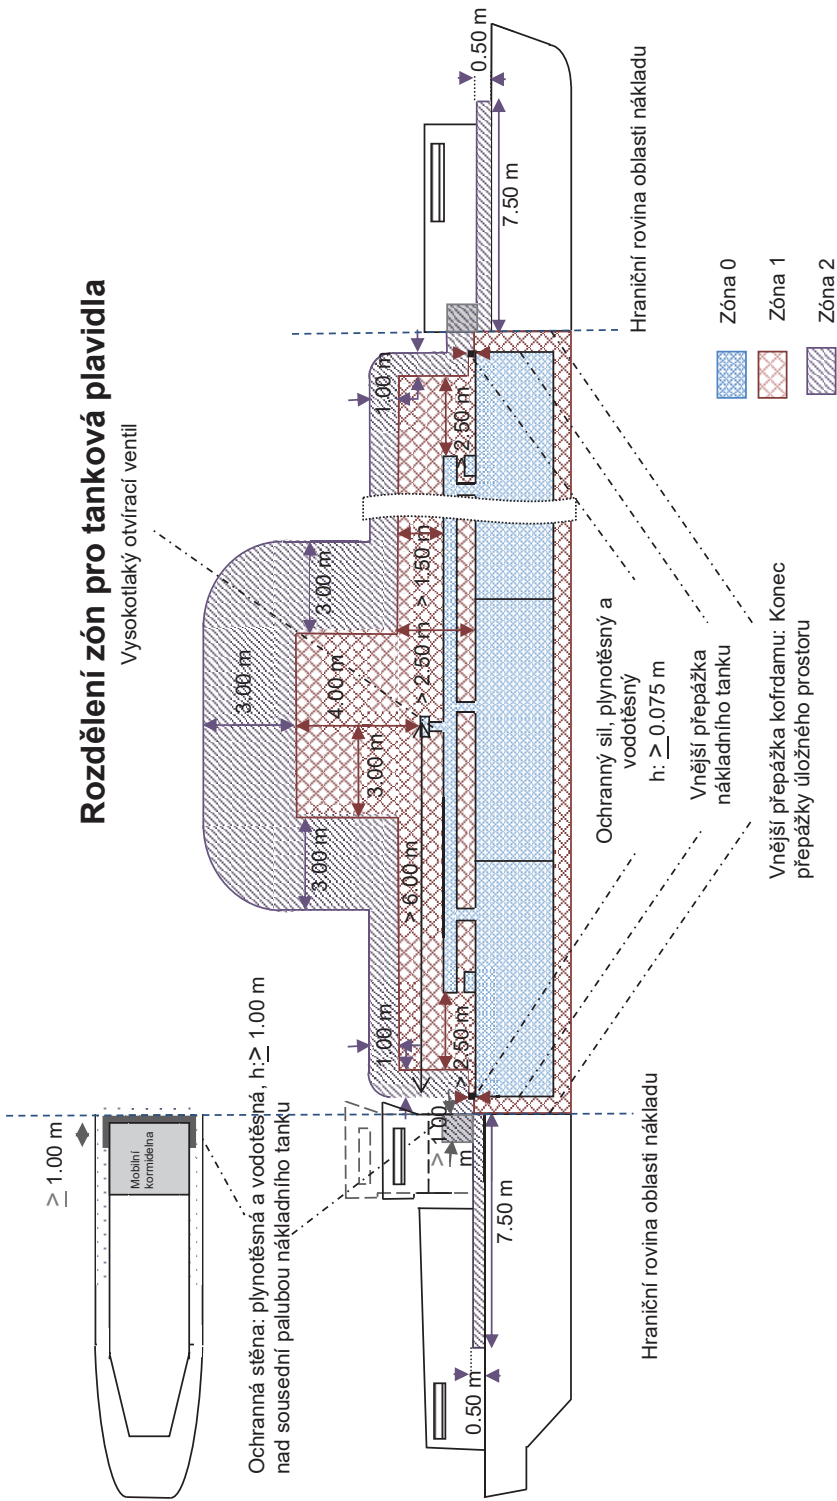 Rozdělení zón pro tanková plavidla
Vysokotlaký otvírací ventil
≥ 1.00 m
Mobilní
kormidelna
Ochranná stěna: plynotěsná a vodotěsná, h:≥ 1.00 m
nad sousední palubou nákladního tanku
3.00 m
3.00 m
3.00 m
4.00 m
3.00 m
1.00 m
1.00 m
> 6.00 m
> 2.50 m
> 1.50 m
> 2.50 m
> 2.50 m
> 1.00
m
0.50 m
7.50 m
0.50 m
7.50 m
Hraniční rovina oblasti nákladu
Hraniční rovina oblasti nákladu
Ochranný sil, plynotěsný a
vodotěsný
h: ≥ 0.075 m
Vnější přepážka
nákladního tanku
Vnější přepážka kofrdamu: Konec
přepážky úložného prostoru
Zóna 0
Zóna 1
Zóna 2